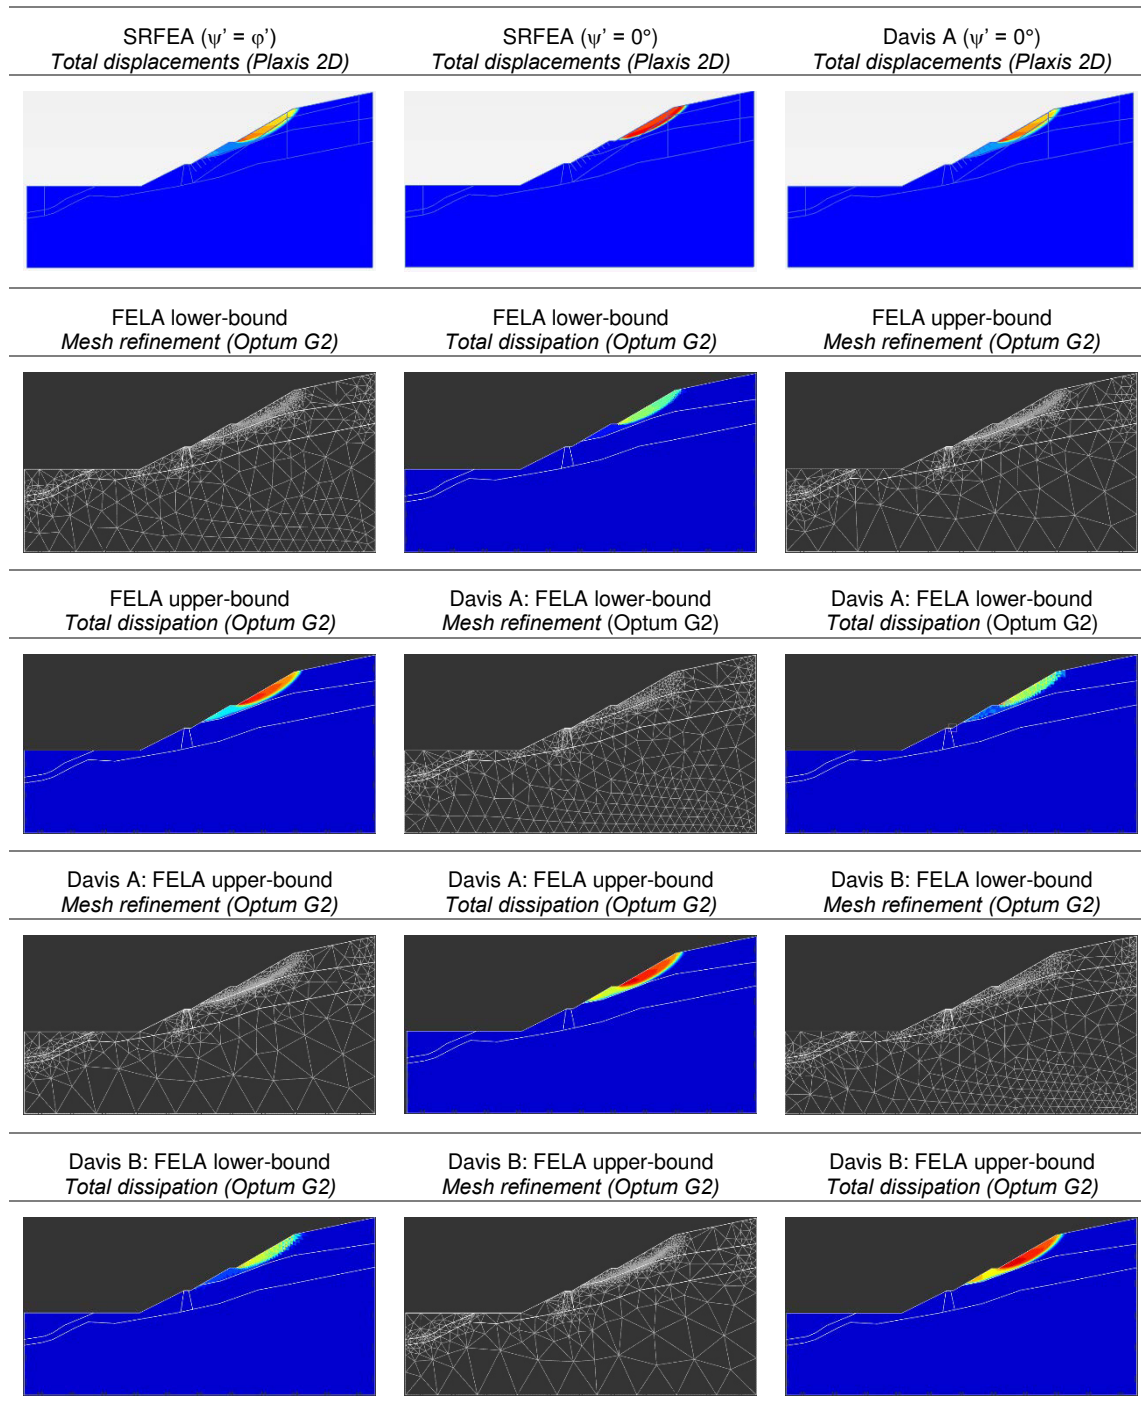 SRFEA (ψ' = φ')
Total displacements (Plaxis 2D)
SRFEA (ψ' = 0°)
Total displacements (Plaxis 2D)
Davis A (ψ' = 0°)
Total displacements (Plaxis 2D)
FELA lower-bound
Mesh refinement (Optum G2)
FELA lower-bound
Total dissipation (Optum G2)
FELA upper-bound
Mesh refinement (Optum G2)
FELA upper-bound
Total dissipation (Optum G2)
Davis A: FELA lower-bound
Mesh refinement (Optum G2)
Davis A: FELA lower-bound
Total dissipation (Optum G2)
Davis A: FELA upper-bound
Mesh refinement (Optum G2)
Davis A: FELA upper-bound
Total dissipation (Optum G2)
Davis B: FELA lower-bound
Mesh refinement (Optum G2)
Davis B: FELA lower-bound
Total dissipation (Optum G2)
Davis B: FELA upper-bound
Mesh refinement (Optum G2)
Davis B: FELA upper-bound
Total dissipation (Optum G2)